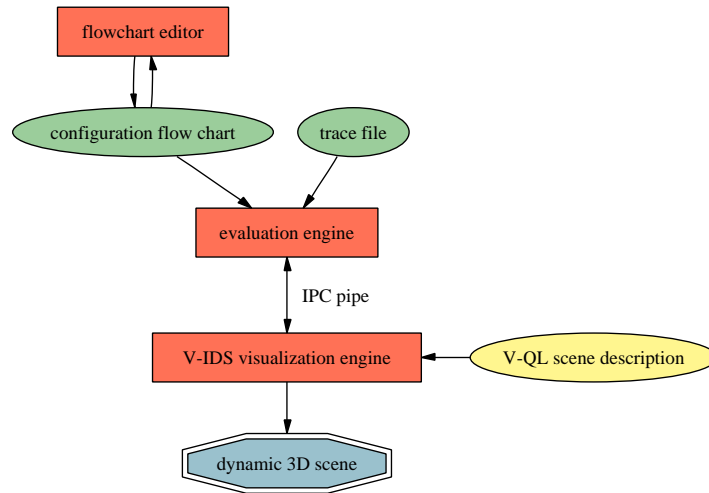 flowchart editor
configuration flow chart
trace file
evaluation engine
IPC pipe
V-IDS visualization engine
V-QL scene description
dynamic 3D scene